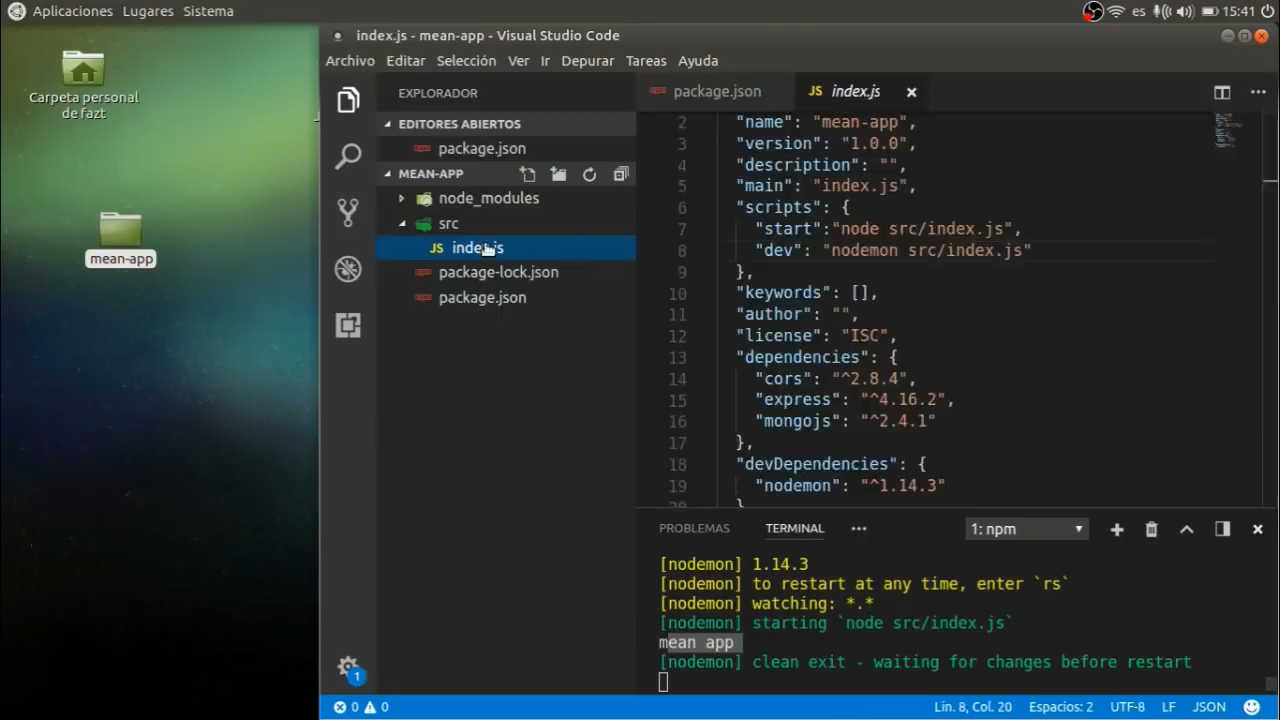 Aplicaciones Lugares Sistema
es 15:41
Carpeta personal
de fazt
mean-app
index.js - mean-app - Visual Studio Code
Archivo Editar Selección Ver Ir Depurar Tareas Ayuda
EXPLORADOR
EDITORES ABIERTOS
package.json
MEAN-APP
node_modules
src
JS index.js
package-lock.json
package.json
package.json
JS index.js
2 "name": "mean-app",
3 "version": "1.0.0",
4 "description": "",
5 "main": "index.js",
6 "scripts": {
7 "start":"node src/index.js",
8 "dev": "nodemon src/index.js"
9 },
10 "keywords": [],
11 "author": "",
12 "license": "ISC",
13 "dependencies": {
14 "cors": "^2.8.4",
15 "express": "^4.16.2",
16 "mongojs": "^2.4.1"
17 },
18 "devDependencies": {
19 "nodemon": "^1.14.3"
20 }
PROBLEMAS TERMINAL ••• 1: npm
[nodemon] 1.14.3
[nodemon] to restart at any time, enter `rs`
[nodemon] watching: *.*
[nodemon] starting `node src/index.js`
mean app
[nodemon] clean exit - waiting for changes before restart
1
0 0 Lín. 8, Col. 20 Espacios: 2 UTF-8 LF JSON